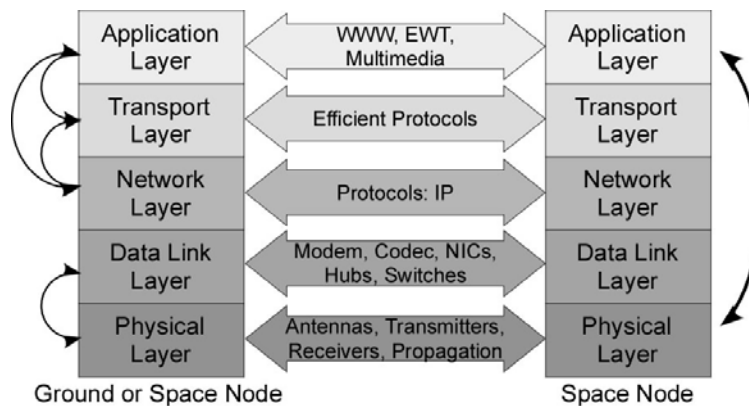 Application
Layer
WWW, EWT,
Multimedia
Application
Layer
Transport
Layer
Efficient Protocols
Transport
Layer
Network
Layer
Protocols: IP
Network
Layer
Data Link
Layer
Modem, Codec, NICs,
Hubs, Switches
Data Link
Layer
Physical
Layer
Antennas, Transmitters,
Receivers, Propagation
Physical
Layer
Ground or Space Node
Space Node